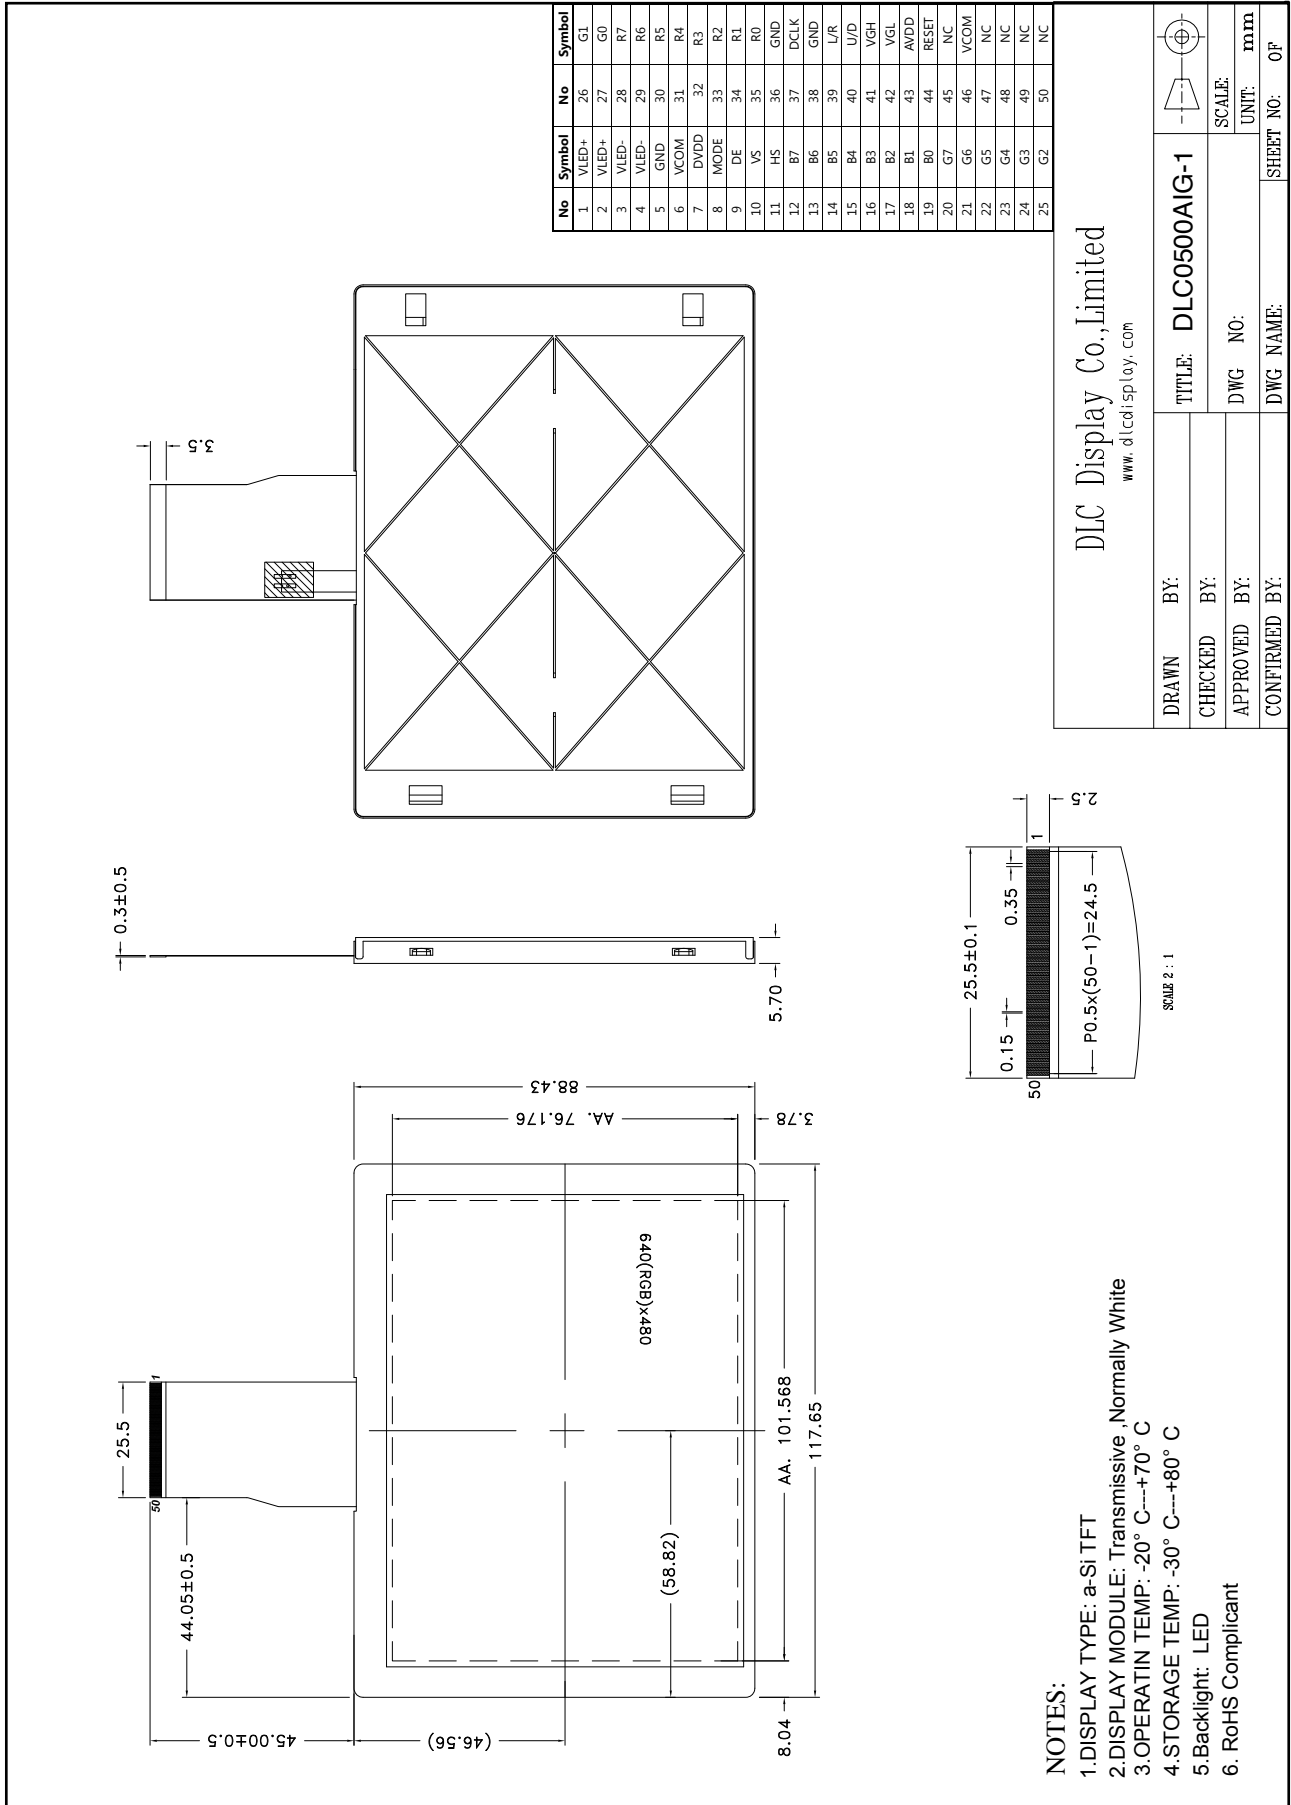 25.5
50
1
44.05±0.5
45.00±0.5
(46.56)
(58.82)
640(RGB)x480
AA. 101.568
117.65
8.04
88.43
AA. 76.176
3.78
0.3±0.5
5.70
3.5
25.5±0.1
0.15
0.35
50
1
2.5
P0.5x(50-1)=24.5
SCALE 2:1
No Symbol No Symbol
1 VLED+ 26 G1
2 VLED+ 27 G0
3 VLED- 28 R7
4 VLED- 29 R6
5 GND 30 R5
6 VCOM 31 R4
7 DVDD 32 R3
8 MODE 33 R2
9 DE 34 R1
10 VS 35 R0
11 HS 36 GND
12 B7 37 DCLK
13 B6 38 GND
14 B5 39 L/R
15 B4 40 U/D
16 B3 41 VGH
17 B2 42 VGL
18 B1 43 AVDD
19 B0 44 RESET
20 G7 45 NC
21 G6 46 VCOM
22 G5 47 NC
23 G4 48 NC
24 G3 49 NC
25 G2 50 NC
NOTES:
1.DISPLAY TYPE: a-Si TFT
2.DISPLAY MODULE: Transmissive ,Normally White
3.OPERATIN TEMP: -20° C---+70° C
4.STORAGE TEMP: -30° C---+80° C
5.Backlight: LED
6. RoHS Complicant
DLC Display Co.,Limited
www.dlcdisplay.com
DRAWN BY:
CHECKED BY:
APPROVED BY:
CONFIRMED BY:
TITLE: DLC0500AIG-1
DWG NO:
DWG NAME:
SCALE:
UNIT: mm
SHEET NO: OF